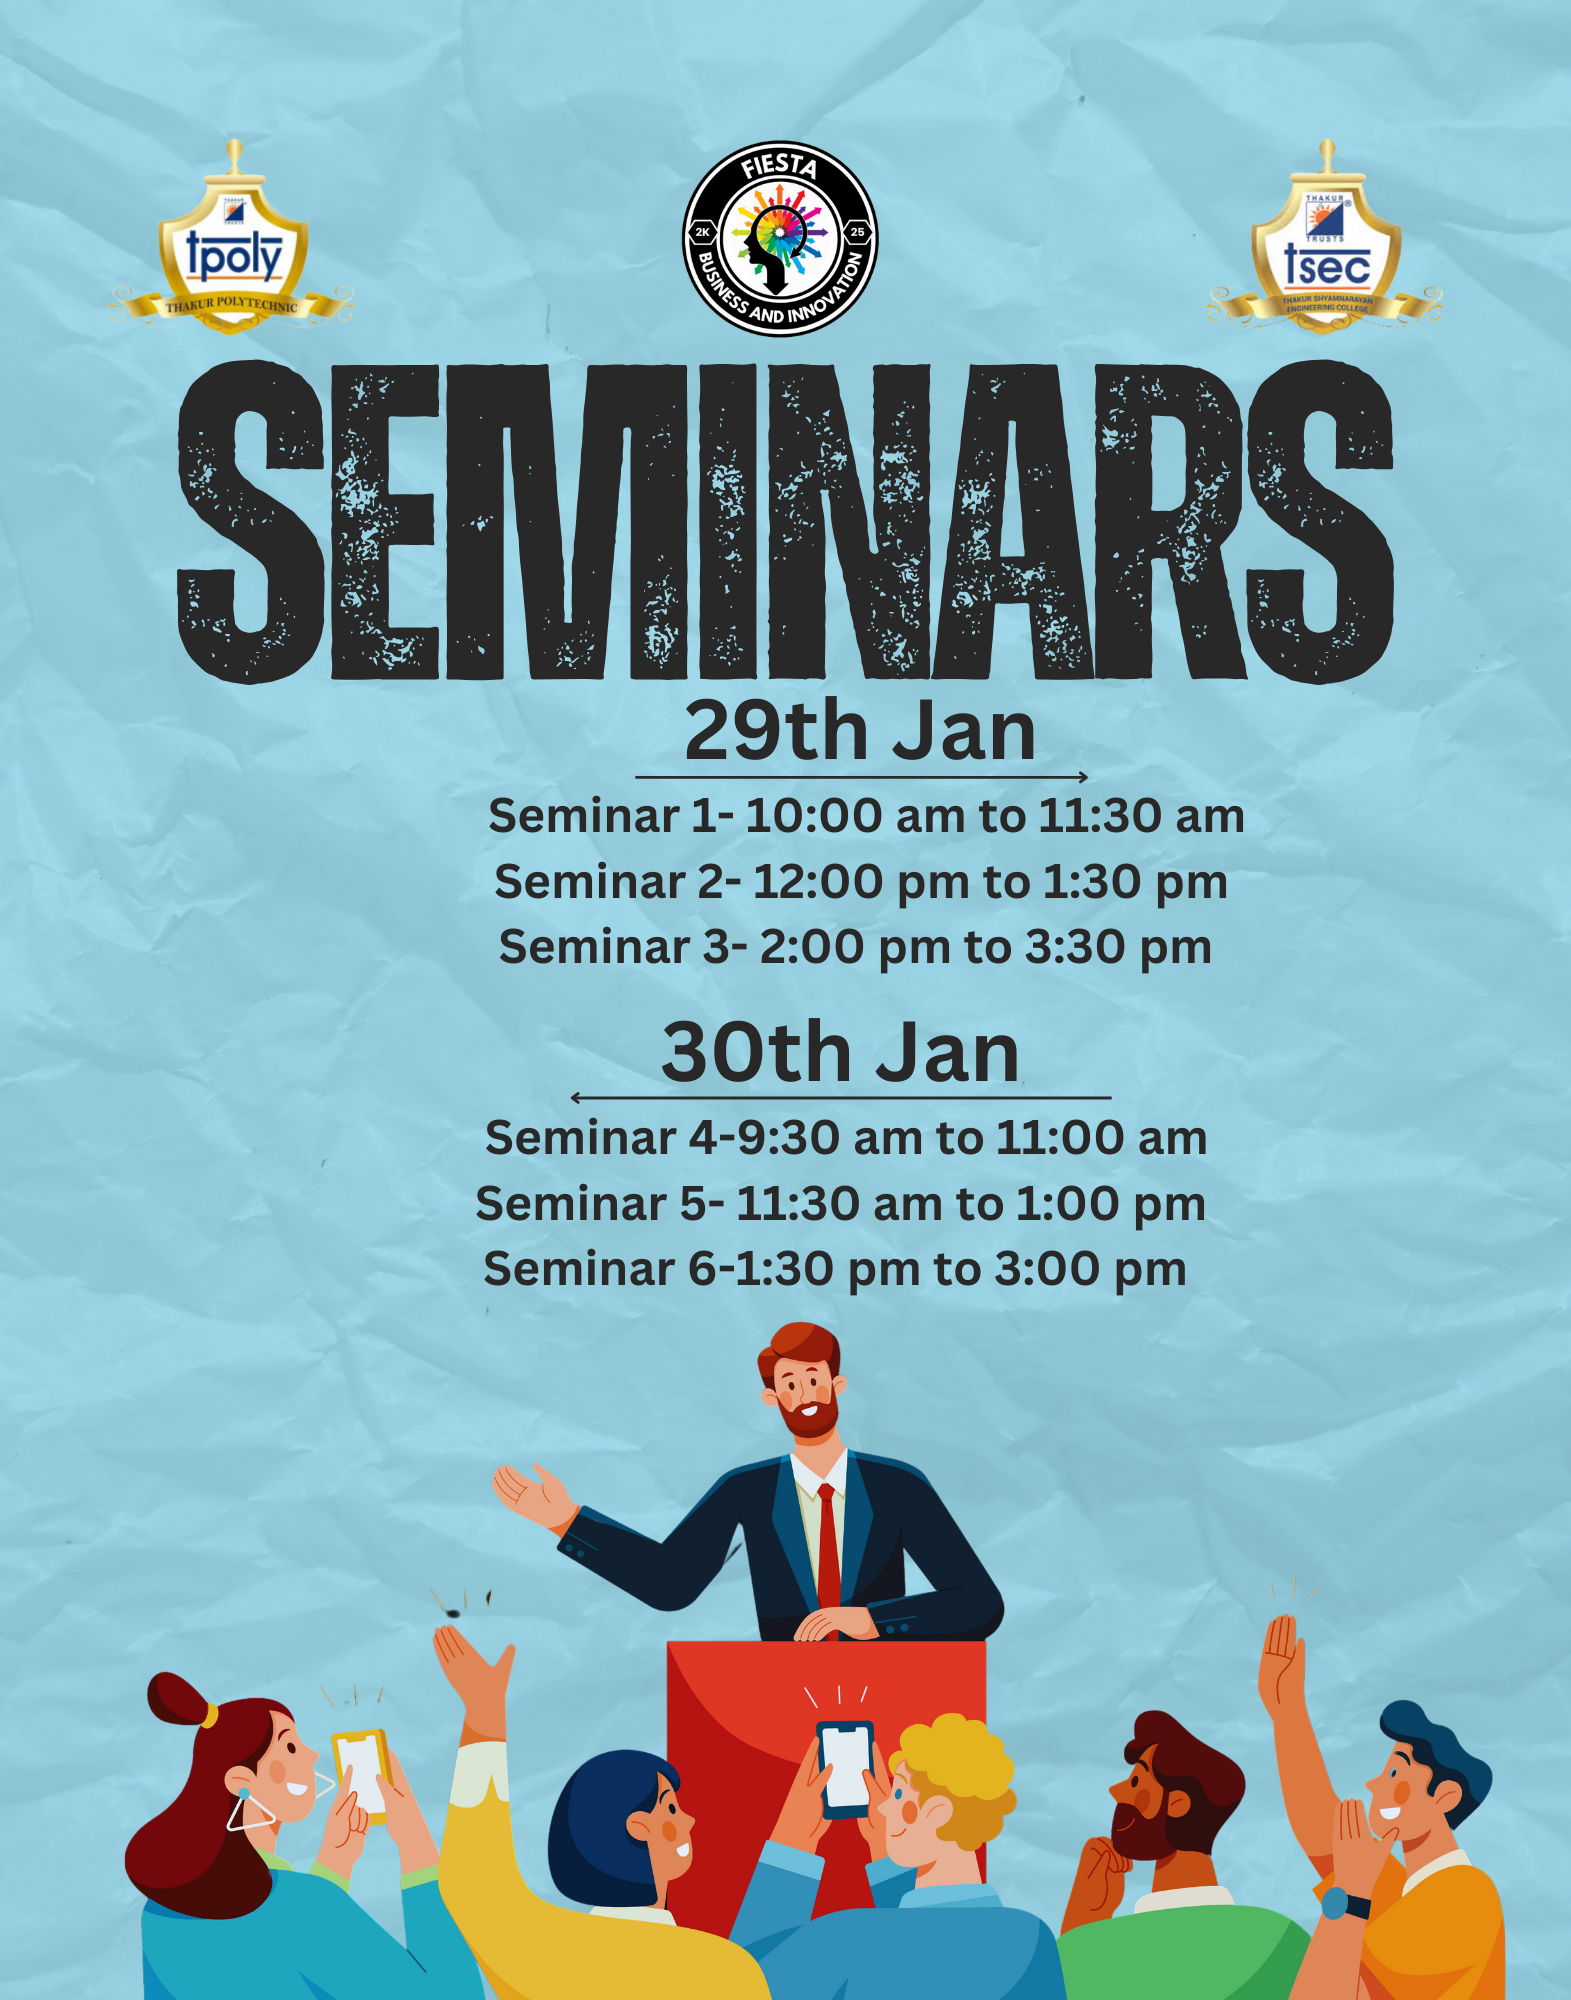 THAKUR
TRUSTS
®
tpoly
THAKUR POLYTECHNIC
FIESTA
2K
25
BUSINESS AND INNOVATION
THAKUR
®
TRUSTS
tsec
THAKUR SHYAMNARAYAN
ENGINEERING COLLEGE
SEMINARS
29th Jan
Seminar 1- 10:00 am to 11:30 am
Seminar 2- 12:00 pm to 1:30 pm
Seminar 3- 2:00 pm to 3:30 pm
30th Jan
Seminar 4-9:30 am to 11:00 am
Seminar 5- 11:30 am to 1:00 pm
Seminar 6-1:30 pm to 3:00 pm